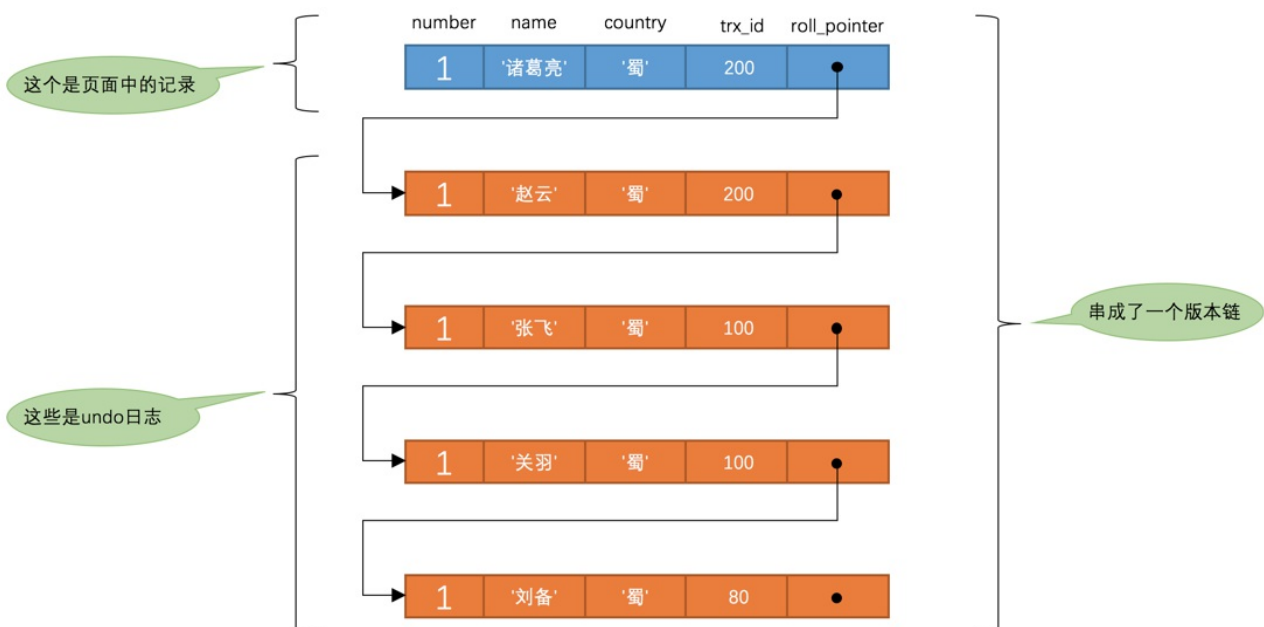 number name country trx_id roll_pointer
1 '诸葛亮' '蜀' 200
这个是页面中的记录
1 '赵云' '蜀' 200
串成了一个版本链
1 '张飞' '蜀' 100
这些是undo日志
1 '关羽' '蜀' 100
1 '刘备' '蜀' 80